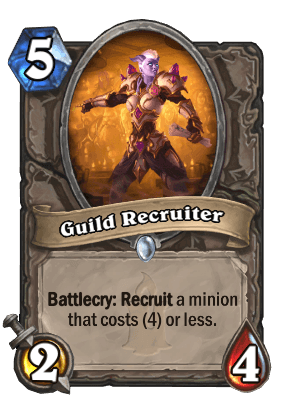 5
Guild Recruiter
Battlecry: Recruit a minion
that costs (4) or less.
2
4